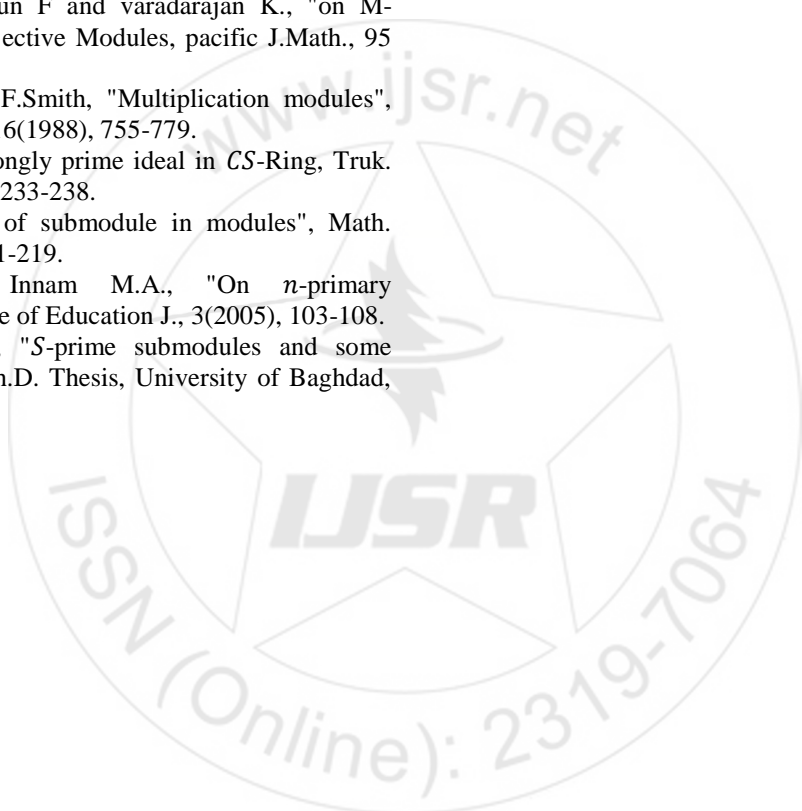 un F and varadarajan K., "on M-
ective Modules, pacific J.Math., 95
F.Smith, "Multiplication modules",
6(1988), 755-779.
ongly prime ideal in CS-Ring, Truk.
233-238.
of submodule in modules", Math.
1-219.
Innam M.A., "On n-primary
e of Education J., 3(2005), 103-108.
"S-prime submodules and some
h.D. Thesis, University of Baghdad,
www.ijsr.net
IJSR
ISSN (Online): 2319-7064